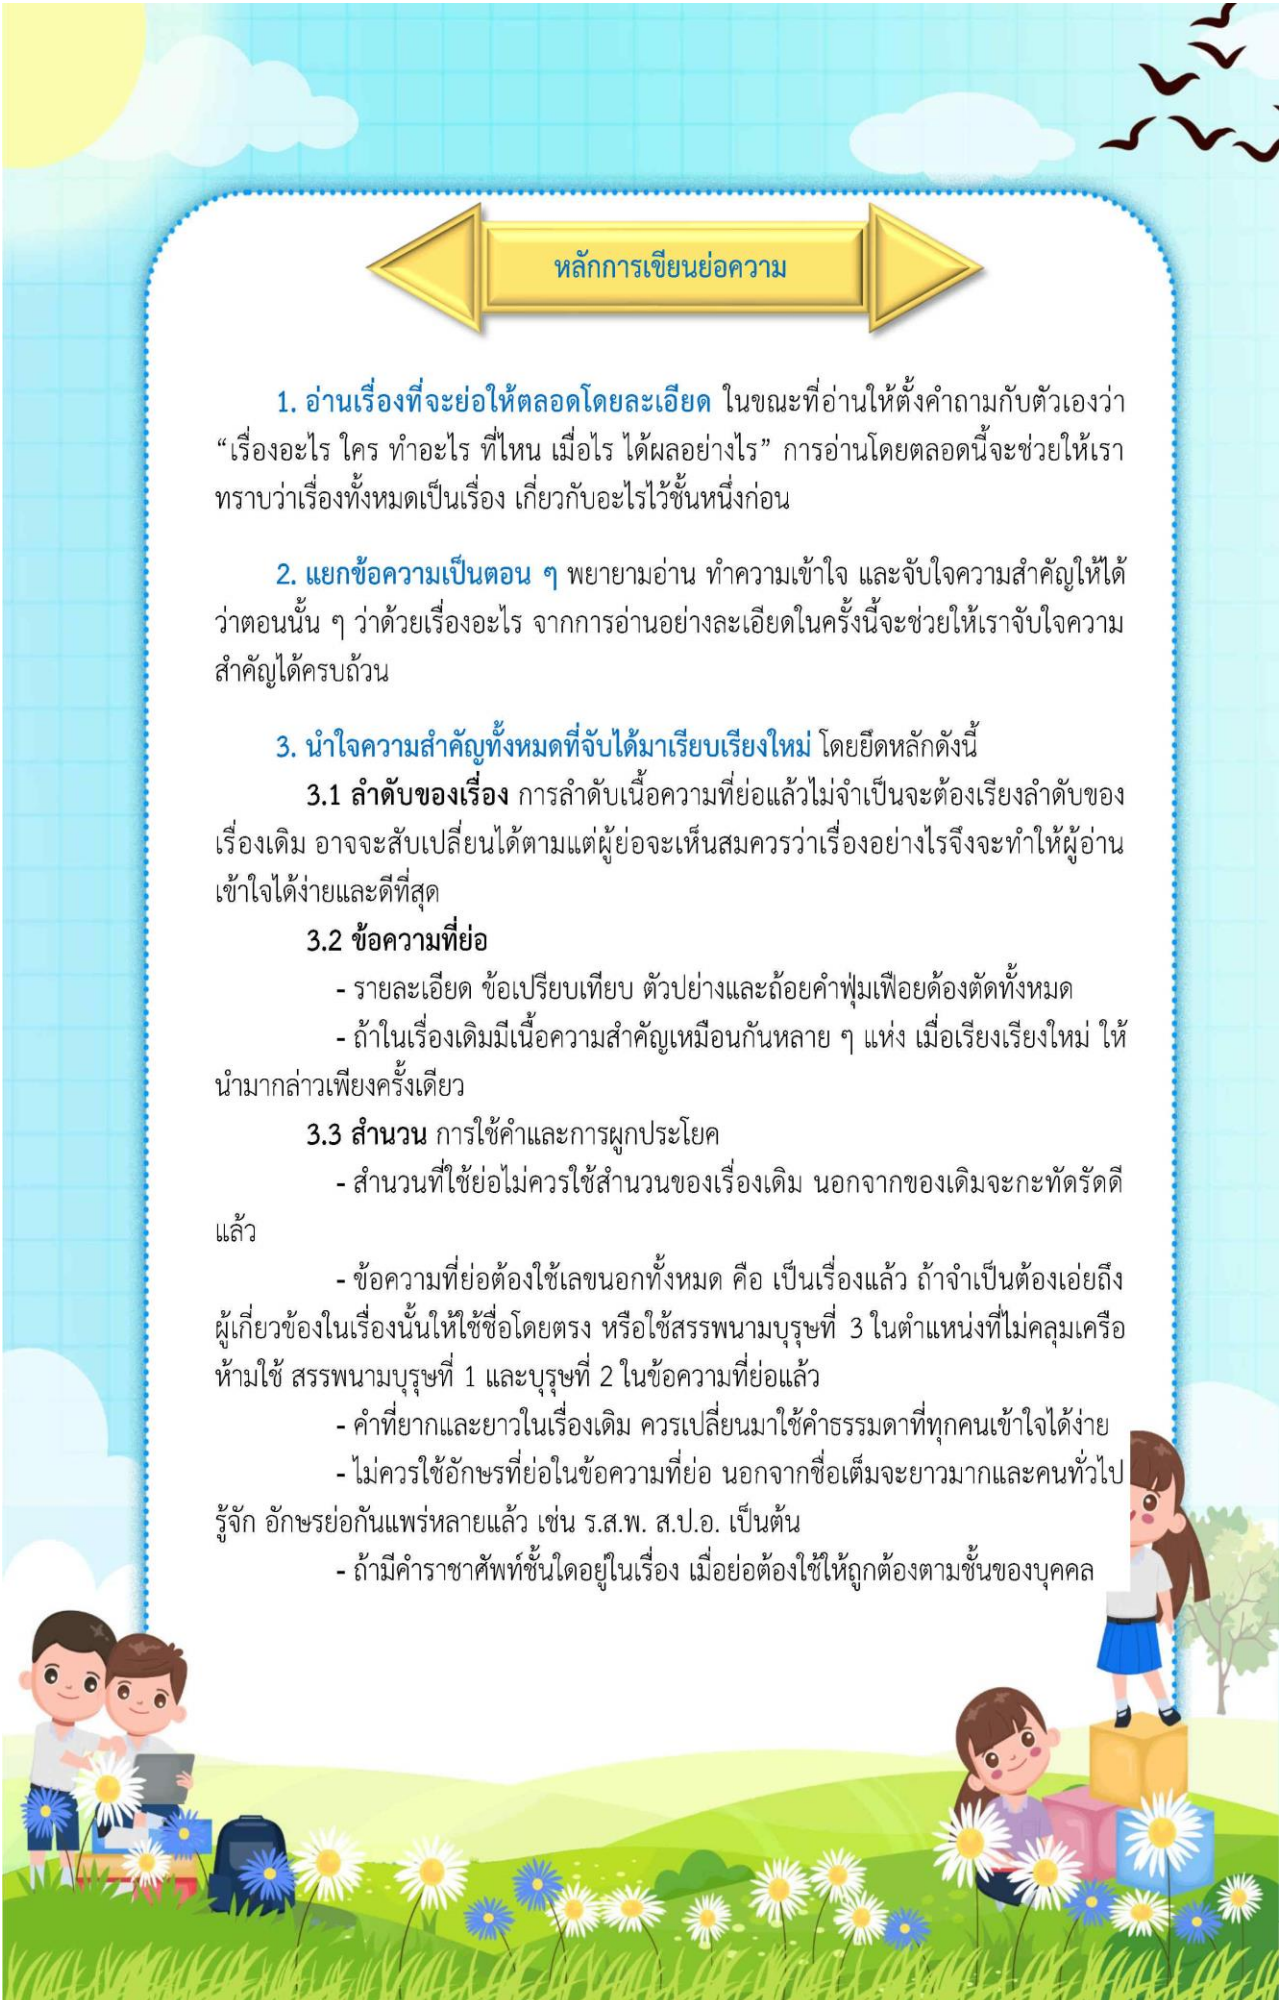 หลักการเขียนย่อความ
1. อ่านเรื่องที่จะย่อให้ตลอดโดยละเอียด ในขณะที่อ่านให้ตั้งคำถามกับตัวเองว่า
“เรื่องอะไร ใคร ทำอะไร ที่ไหน เมื่อไร ได้ผลอย่างไร” การอ่านโดยตลอดนี้จะช่วยให้เรา
ทราบว่าเรื่องทั้งหมดเป็นเรื่อง เกี่ยวกับอะไรไว้ชั้นหนึ่งก่อน
2. แยกข้อความเป็นตอน ๆ พยายามอ่าน ทำความเข้าใจ และจับใจความสำคัญให้ได้
ว่าตอนนั้น ๆ ว่าด้วยเรื่องอะไร จากการอ่านอย่างละเอียดในครั้งนี้จะช่วยให้เราจับใจความ
สำคัญได้ครบถ้วน
3. นำใจความสำคัญทั้งหมดที่จับได้มาเรียบเรียงใหม่ โดยยึดหลักดังนี้
3.1 ลำดับของเรื่อง การลำดับเนื้อความที่ย่อแล้วไม่จำเป็นจะต้องเรียงลำดับของ
เรื่องเดิม อาจจะสับเปลี่ยนได้ตามแต่ผู้ย่อจะเห็นสมควรว่าเรื่องอย่างไรจึงจะทำให้ผู้อ่าน
เข้าใจได้ง่ายและดีที่สุด
3.2 ข้อความที่ย่อ
- รายละเอียด ข้อเปรียบเทียบ ตัวปย่างและถ้อยคำฟุ่มเฟือยด้องตัดทั้งหมด
- ถ้าในเรื่องเดิมมีเนื้อความสำคัญเหมือนกันหลาย ๆ แห่ง เมื่อเรียงเรียงใหม่ ให้
นำมากล่าวเพียงครั้งเดียว
3.3 สำนวน การใช้คำและการผูกประโยค
- สำนวนที่ใช้ย่อไม่ควรใช้สำนวนของเรื่องเดิม นอกจากของเดิมจะกะทัดรัดดี
แล้ว
- ข้อความที่ย่อต้องใช้เลขนอกทั้งหมด คือ เป็นเรื่องแล้ว ถ้าจำเป็นต้องเอ่ยถึง
ผู้เกี่ยวข้องในเรื่องนั้นให้ใช้ชื่อโดยตรง หรือใช้สรรพนามบุรุษที่ 3 ในตำแหน่งที่ไม่คลุมเครือ
ห้ามใช้ สรรพนามบุรุษที่ 1 และบุรุษที่ 2 ในข้อความที่ย่อแล้ว
- คำที่ยากและยาวในเรื่องเดิม ควรเปลี่ยนมาใช้คำธรรมดาที่ทุกคนเข้าใจได้ง่าย
- ไม่ควรใช้อักษรที่ย่อในข้อความที่ย่อ นอกจากชื่อเต็มจะยาวมากและคนทั่วไป
รู้จัก อักษรย่อกันแพร่หลายแล้ว เช่น ร.ส.พ. ส.ป.อ. เป็นต้น
- ถ้ามีคำราชาศัพท์ชั้นใดอยู่ในเรื่อง เมื่อย่อต้องใช้ให้ถูกต้องตามชั้นของบุคคล